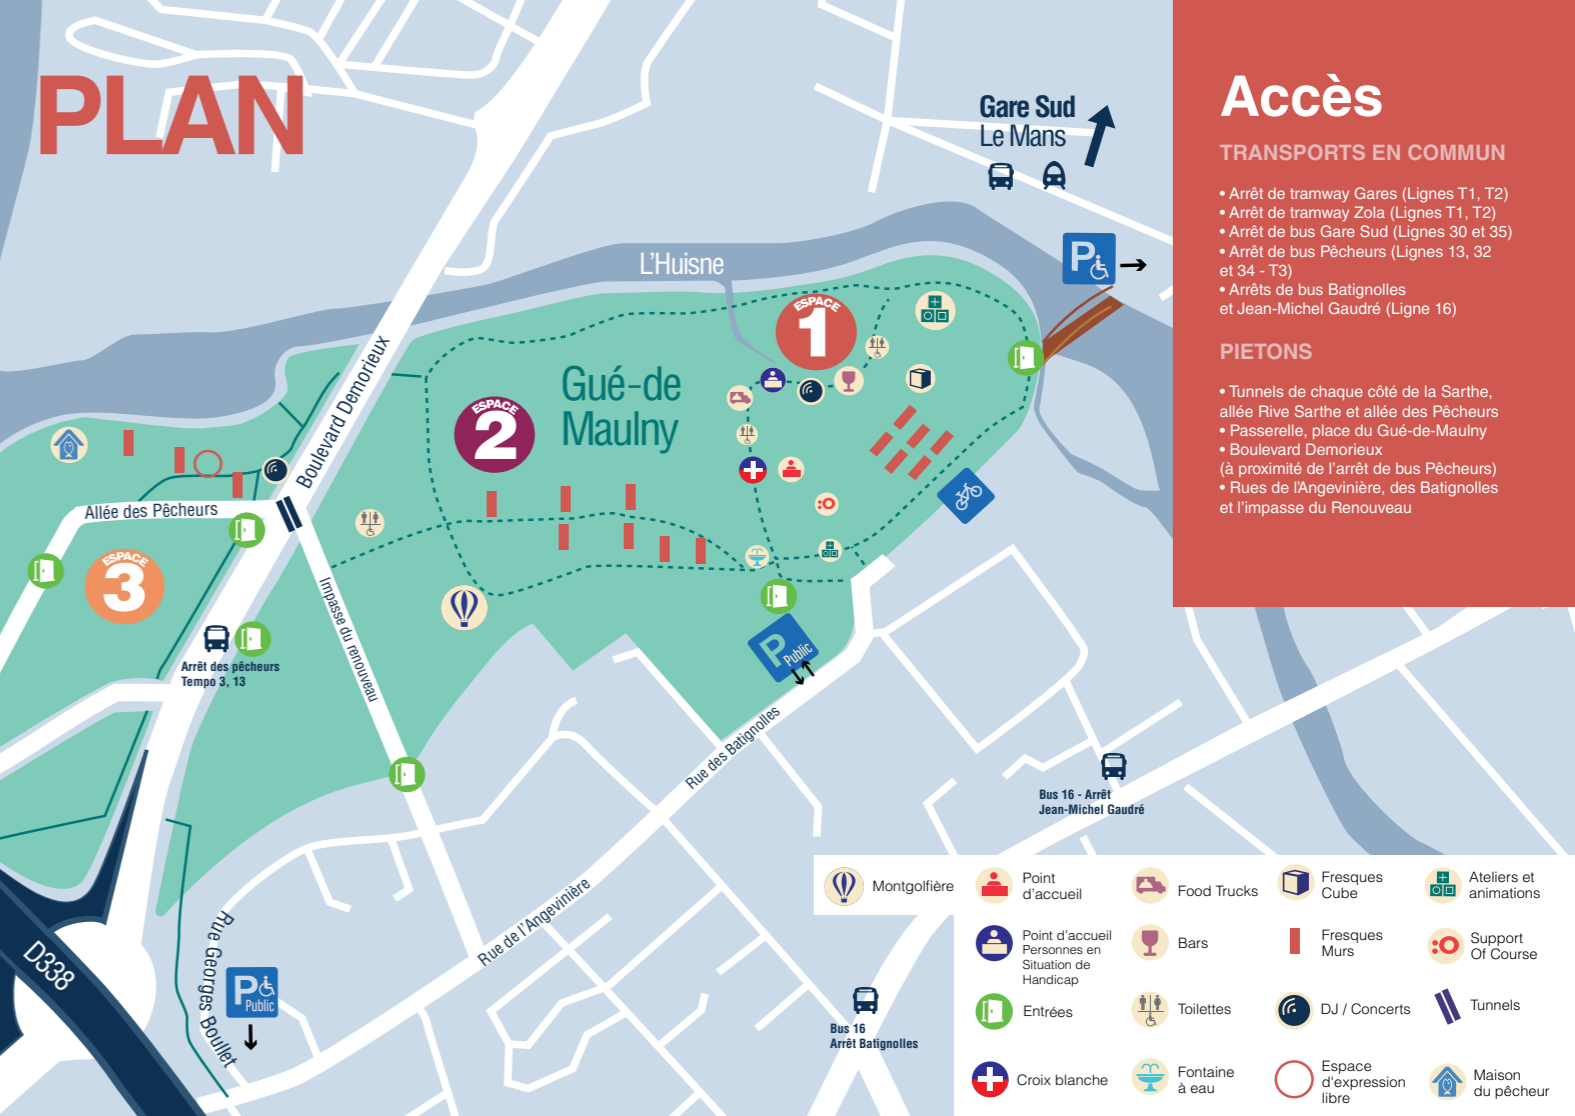 PLAN
Gare Sud
Le Mans
L'Huisne
Boulevard Demorieux
ESPACE
1
Gué-de
Maulny
ESPACE
2
Allée des Pêcheurs
ESPACE
3
Impasse du renouveau
Arrêt des pêcheurs
Tempo 3, 13
P
P
Public
Rue des Batignolles
Bus 16 - Arrêt
Jean-Michel Gaudré
Rue de l'Angevinière
Rue Georges Boullet
D338
P
Public
Bus 16
Arrêt Batignolles
Accès
TRANSPORTS EN COMMUN
• Arrêt de tramway Gares (Lignes T1, T2)
• Arrêt de tramway Zola (Lignes T1, T2)
• Arrêt de bus Gare Sud (Lignes 30 et 35)
• Arrêt de bus Pêcheurs (Lignes 13, 32
et 34 - T3)
• Arrêts de bus Batignolles
et Jean-Michel Gaudré (Ligne 16)
PIETONS
• Tunnels de chaque côté de la Sarthe,
allée Rive Sarthe et allée des Pêcheurs
• Passerelle, place du Gué-de-Maulny
• Boulevard Demorieux
(à proximité de l'arrêt de bus Pêcheurs)
• Rues de l'Angevinière, des Batignolles
et l'impasse du Renouveau
Montgolfière
Point
d'accueil
Food Trucks
Fresques
Cube
Ateliers et
animations
Point d'accueil
Personnes en
Situation de
Handicap
Bars
Fresques
Murs
Support
Of Course
Entrées
Toilettes
DJ / Concerts
Tunnels
Croix blanche
Fontaine
à eau
Espace
d'expression
libre
Maison
du pêcheur